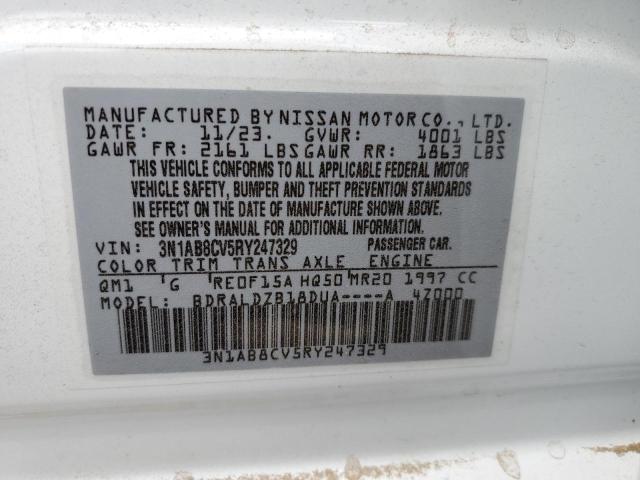 MANUFACTURED BY NISSAN MOTOR CO., LTD.
DATE: 11/23. GVWR: 4001 LBS
GAWR FR: 2161 LBS GAWR RR: 1863 LBS
THIS VEHICLE CONFORMS TO ALL APPLICABLE FEDERAL MOTOR
VEHICLE SAFETY, BUMPER AND THEFT PREVENTION STANDARDS
IN EFFECT ON THE DATE OF MANUFACTURE SHOWN ABOVE.
SEE OWNER'S MANUAL FOR ADDITIONAL INFORMATION.
VIN: 3N1AB8CV5RY247329 PASSENGER CAR.
COLOR TRIM TRANS AXLE ENGINE
QM1 'G 'RE0F15A HQ50 MR20 1997 CC
MODEL: BDRALDZB18DUA----A 4Z000
3N1AB8CV5RY247329